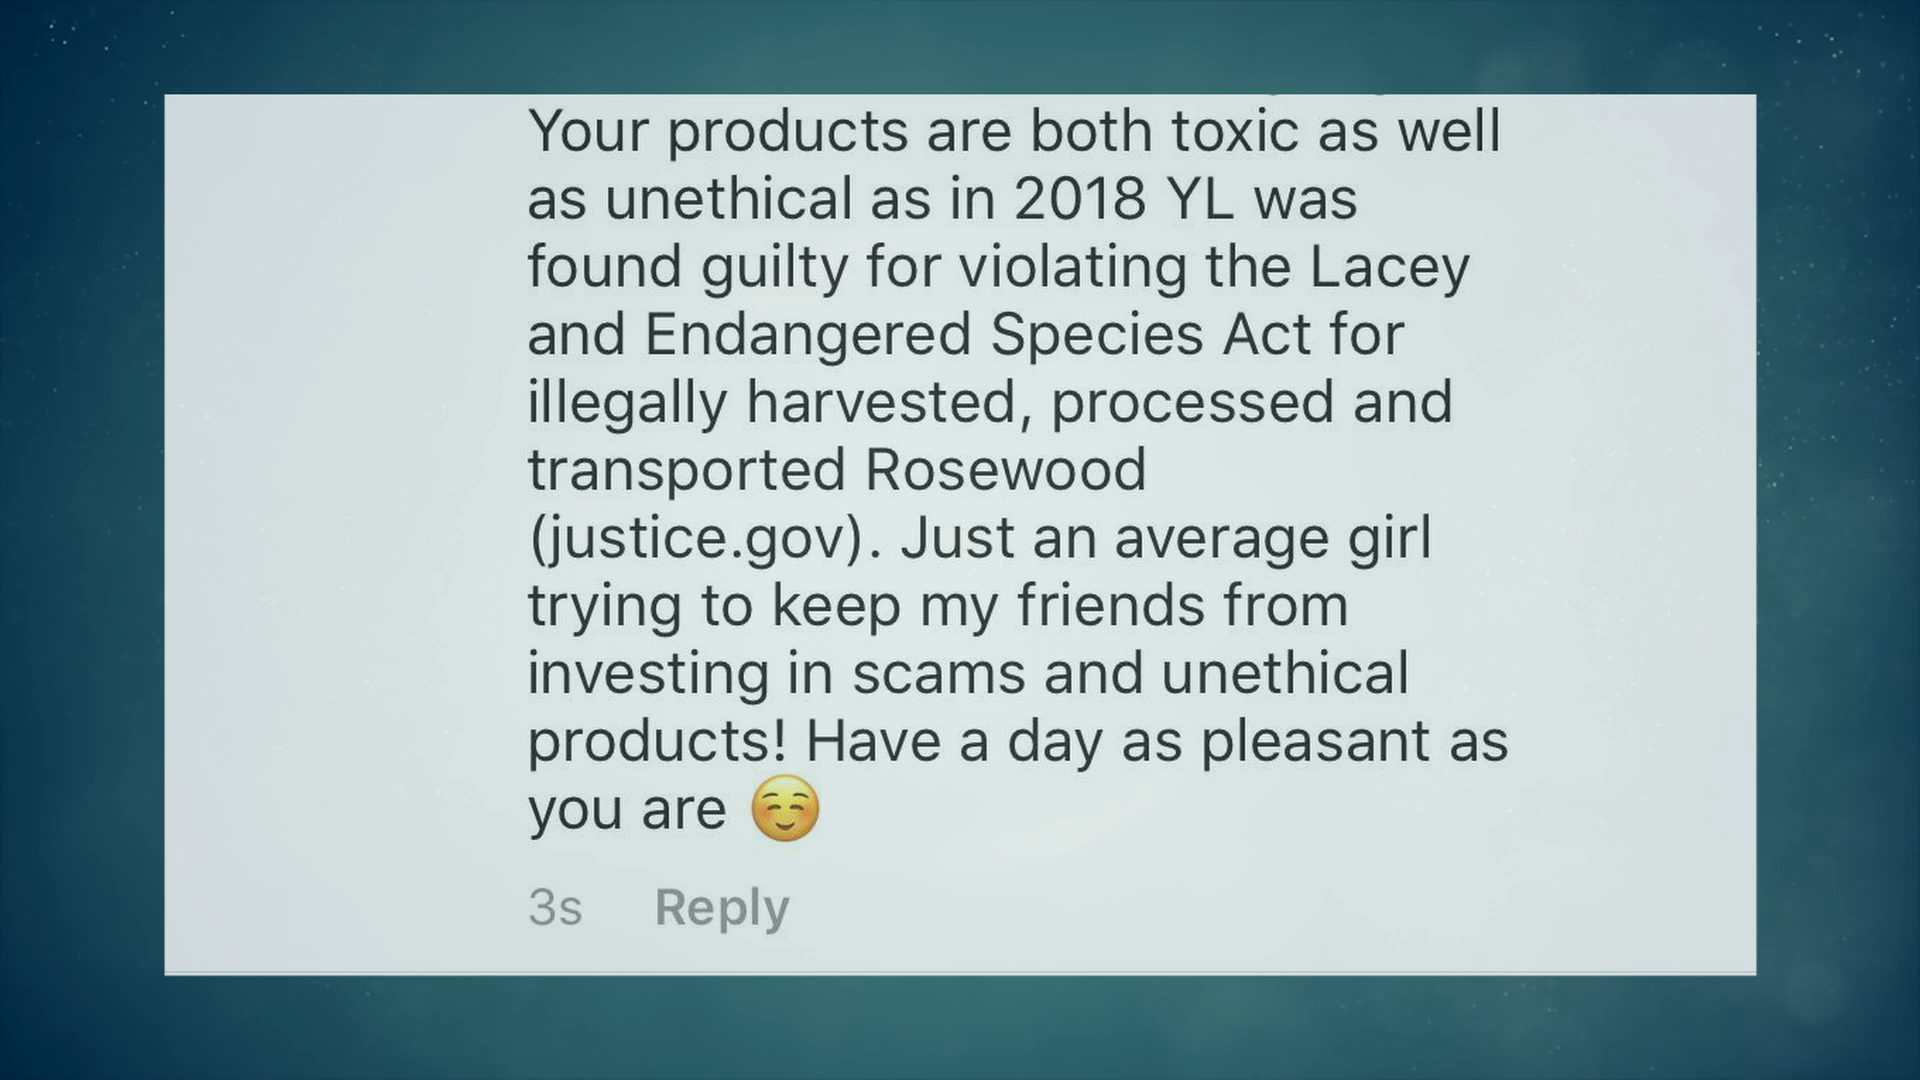 Your products are both toxic as well
as unethical as in 2018 YL was
found guilty for violating the Lacey
and Endangered Species Act for
illegally harvested, processed and
transported Rosewood
(justice.gov). Just an average girl
trying to keep my friends from
investing in scams and unethical
products! Have a day as pleasant as
you are ☺️
3s Reply